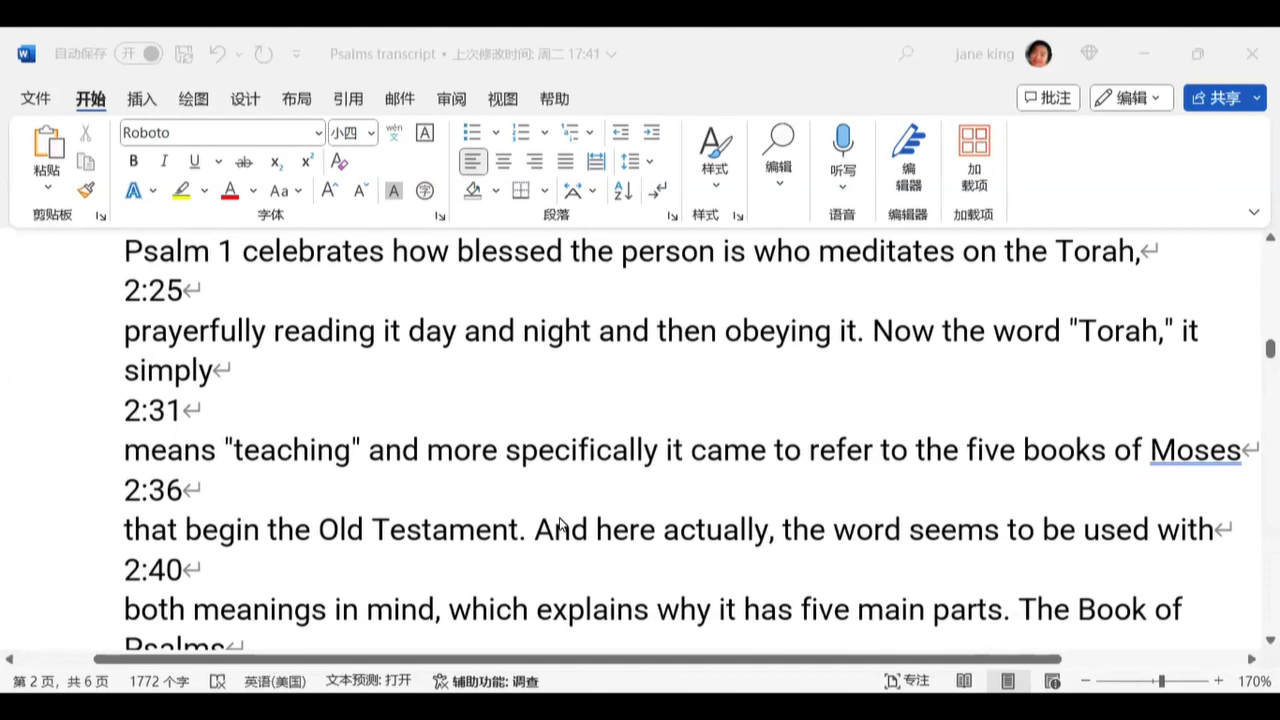 自动保存 开 Psalms transcript • 上次修改时间: 周二 17:41 jane king
文件 开始 插入 绘图 设计 布局 引用 邮件 审阅 视图 帮助 批注 编辑 共享
Roboto 小四 wén 文 A
粘贴 B I U ab x₂ x² A 样式 编辑 听写 编辑器 加载项
A A Aa A A A 字 A Z
剪贴板 字体 段落 样式 语音 编辑器 加载项
Psalm 1 celebrates how blessed the person is who meditates on the Torah,
2:25
prayerfully reading it day and night and then obeying it. Now the word "Torah," it
simply
2:31
means "teaching" and more specifically it came to refer to the five books of Moses
2:36
that begin the Old Testament. And here actually, the word seems to be used with
2:40
both meanings in mind, which explains why it has five main parts. The Book of
Psalms
第 2 页，共 6 页 1772 个字 英语(美国) 文本预测: 打开 辅助功能: 调查 专注 170%